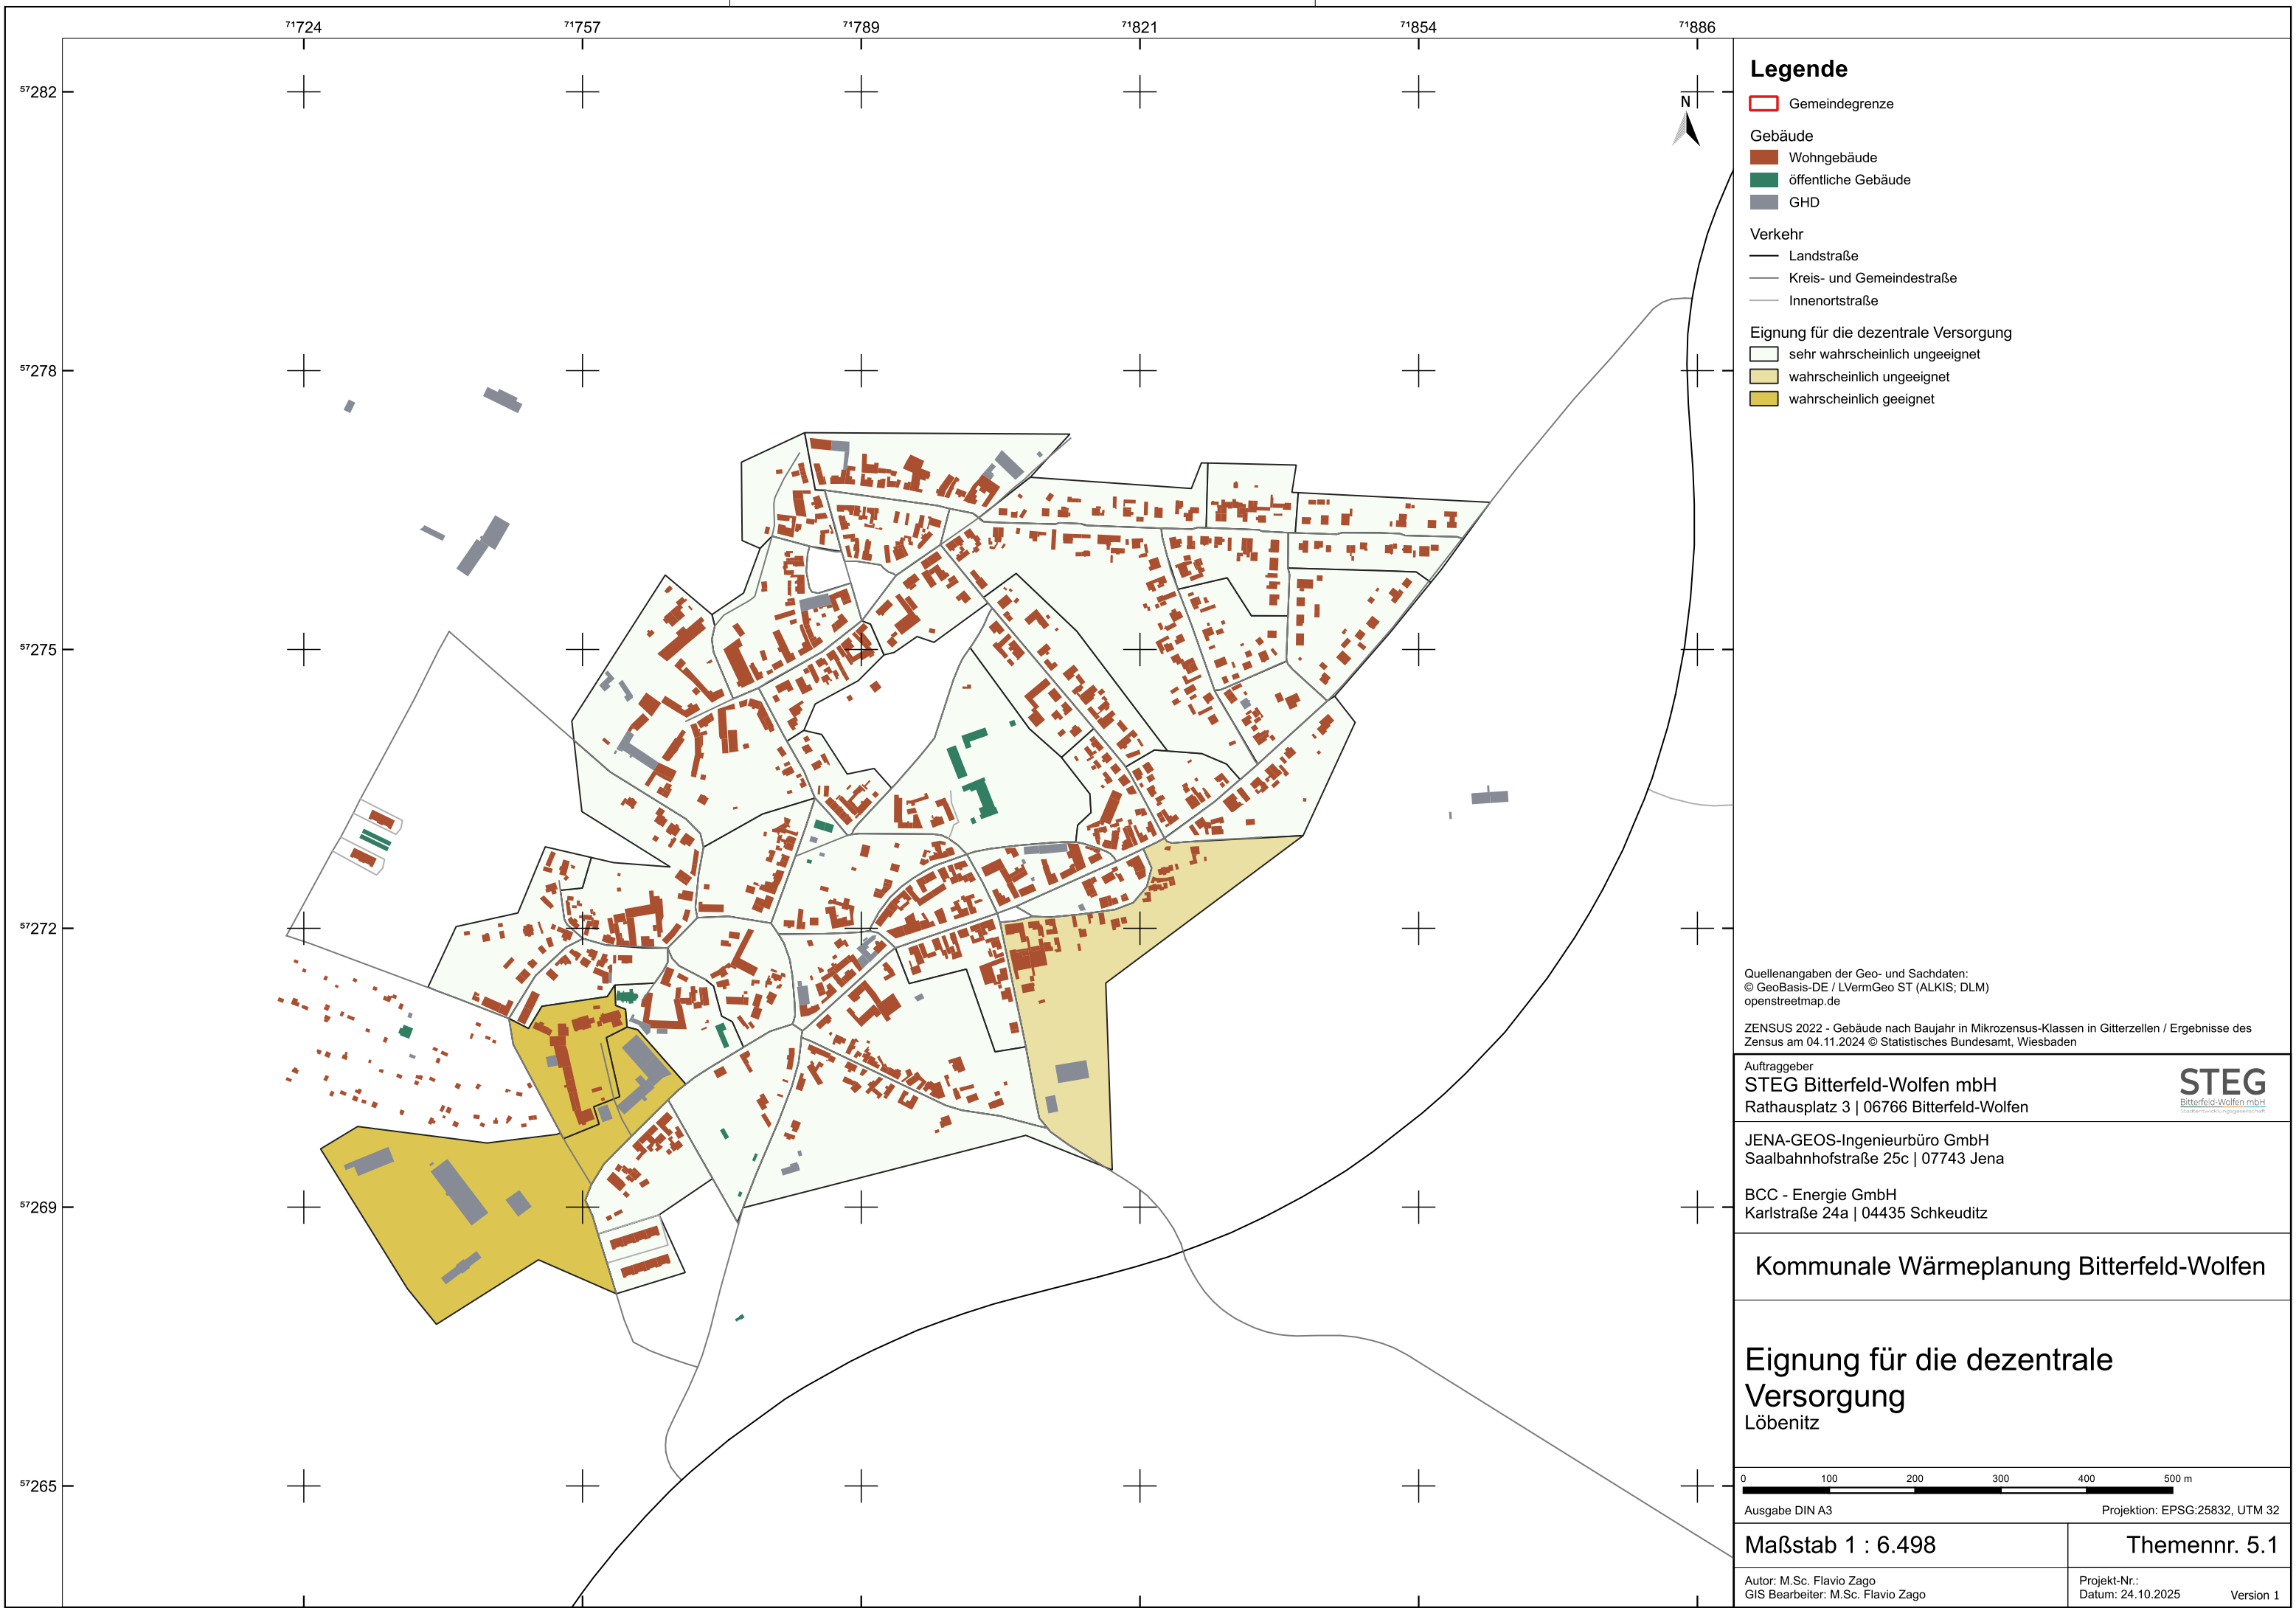 ⁷¹724 ⁷¹757 ⁷¹789 ⁷¹821 ⁷¹854 ⁷¹886
⁵⁷282
⁵⁷278
⁵⁷275
⁵⁷272
⁵⁷269
⁵⁷265
N
Legende
Gemeindegrenze
Gebäude
Wohngebäude
öffentliche Gebäude
GHD
Verkehr
Landstraße
Kreis- und Gemeindestraße
Innenortstraße
Eignung für die dezentrale Versorgung
sehr wahrscheinlich ungeeignet
wahrscheinlich ungeeignet
wahrscheinlich geeignet
Quellenangaben der Geo- und Sachdaten:
© GeoBasis-DE / LVermGeo ST (ALKIS; DLM)
openstreetmap.de
ZENSUS 2022 - Gebäude nach Baujahr in Mikrozensus-Klassen in Gitterzellen / Ergebnisse des
Zensus am 04.11.2024 © Statistisches Bundesamt, Wiesbaden
Auftraggeber
STEG Bitterfeld-Wolfen mbH
Rathausplatz 3 | 06766 Bitterfeld-Wolfen
STEG
Bitterfeld-Wolfen mbH
Stadtentwicklungsgesellschaft
JENA-GEOS-Ingenieurbüro GmbH
Saalbahnhofstraße 25c | 07743 Jena
BCC - Energie GmbH
Karlstraße 24a | 04435 Schkeuditz
Kommunale Wärmeplanung Bitterfeld-Wolfen
Eignung für die dezentrale
Versorgung
Löbenitz
0 100 200 300 400 500 m
Ausgabe DIN A3 Projektion: EPSG:25832, UTM 32
Maßstab 1 : 6.498 Themennr. 5.1
Autor: M.Sc. Flavio Zago Projekt-Nr.:
GIS Bearbeiter: M.Sc. Flavio Zago Datum: 24.10.2025 Version 1